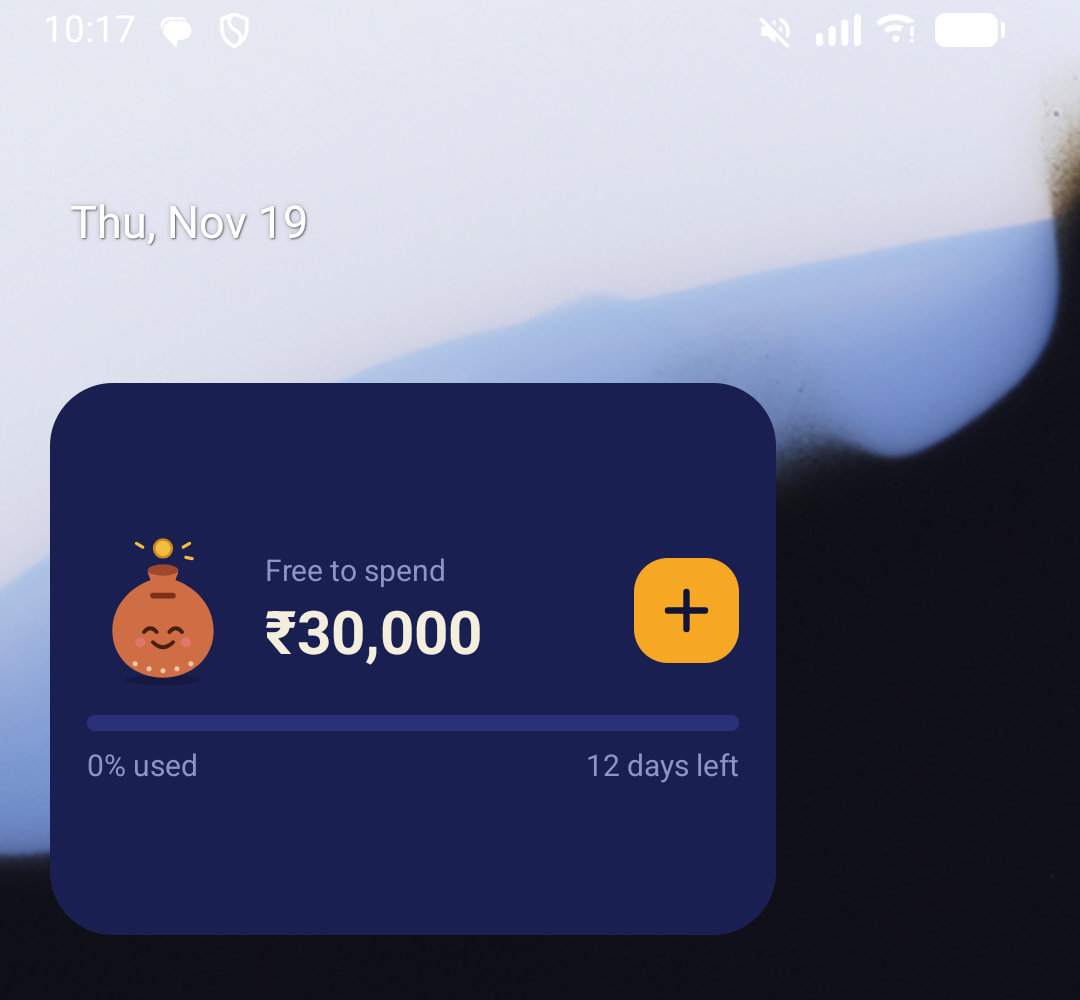 10:17
Thu, Nov 19
Free to spend
₹30,000
0% used
12 days left